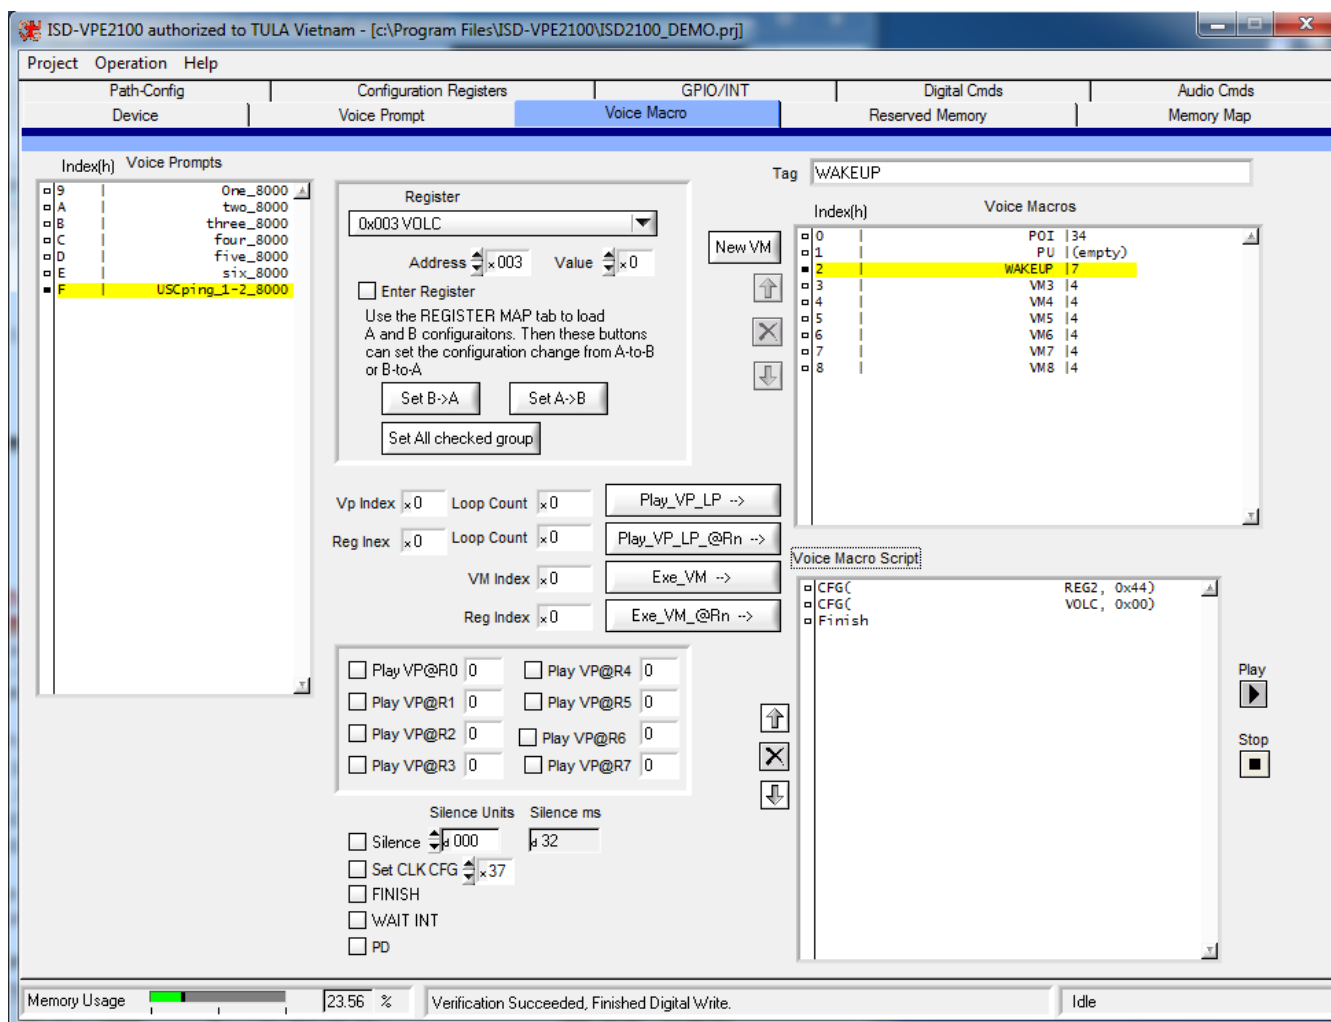 ISD-VPE2100 authorized to TULA Vietnam - [c:\Program Files\ISD-VPE2100\ISD2100_DEMO.prj]
Project Operation Help
Path-Config Configuration Registers GPIO/INT Digital Cmds Audio Cmds
Device Voice Prompt Voice Macro Reserved Memory Memory Map
Index(h) Voice Prompts
9 | One_8000
A | two_8000
B | three_8000
C | four_8000
D | five_8000
E | six_8000
F | USCping_1-2_8000
Register
0x003 VOLC
Address x 003 Value x 0
Enter Register
Use the REGISTER MAP tab to load
A and B configuraitons. Then these buttons
can set the configuration change from A-to-B
or B-to-A
Set B->A Set A->B
Set All checked group
Vp Index x 0 Loop Count x 0 Play_VP_LP -->
Reg Inex x 0 Loop Count x 0 Play_VP_LP_@Rn -->
VM Index x 0 Exe_VM -->
Reg Index x 0 Exe_VM_@Rn -->
Play VP@R0 0 Play VP@R4 0
Play VP@R1 0 Play VP@R5 0
Play VP@R2 0 Play VP@R6 0
Play VP@R3 0 Play VP@R7 0
Silence Units Silence ms
Silence d 000 d 32
Set CLK CFG x 37
FINISH
WAIT INT
PD
Tag WAKEUP
New VM
Index(h) Voice Macros
0 | POI |34
1 | PU |(empty)
2 | WAKEUP |7
3 | VM3 |4
4 | VM4 |4
5 | VM5 |4
6 | VM6 |4
7 | VM7 |4
8 | VM8 |4
Voice Macro Script
CFG( REG2, 0x44)
CFG( VOLC, 0x00)
Finish
Play
Stop
Memory Usage 23.56 % Verification Succeeded, Finished Digital Write. Idle